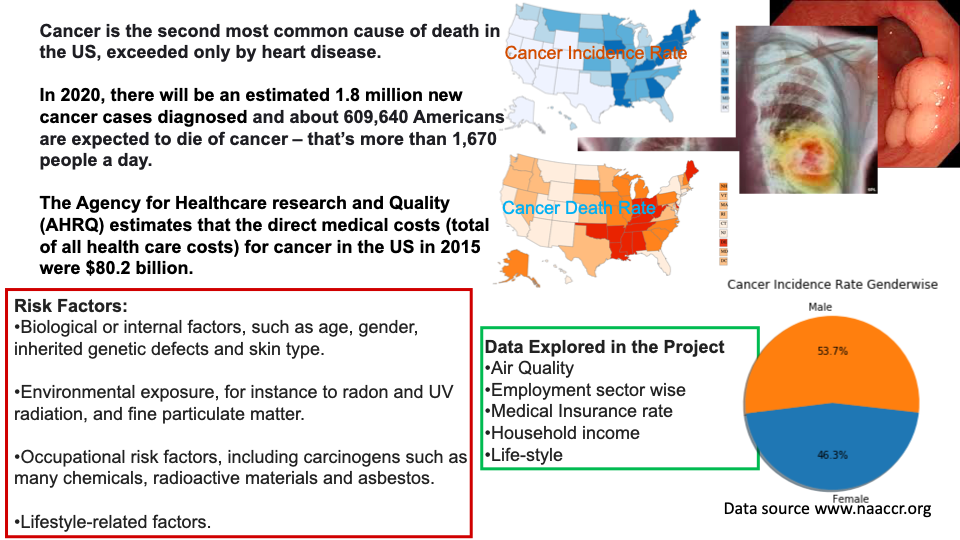 Cancer is the second most common cause of death in
the US, exceeded only by heart disease.
In 2020, there will be an estimated 1.8 million new
cancer cases diagnosed and about 609,640 Americans
are expected to die of cancer – that’s more than 1,670
people a day.
The Agency for Healthcare research and Quality
(AHRQ) estimates that the direct medical costs (total
of all health care costs) for cancer in the US in 2015
were $80.2 billion.
Cancer Incidence Rate
Cancer Death Rate
Risk Factors:
•Biological or internal factors, such as age, gender,
inherited genetic defects and skin type.
•Environmental exposure, for instance to radon and UV
radiation, and fine particulate matter.
•Occupational risk factors, including carcinogens such as
many chemicals, radioactive materials and asbestos.
•Lifestyle-related factors.
Data Explored in the Project
•Air Quality
•Employment sector wise
•Medical Insurance rate
•Household income
•Life-style
Cancer Incidence Rate Genderwise
Male
53.7%
46.3%
Female
Data source www.naaccr.org